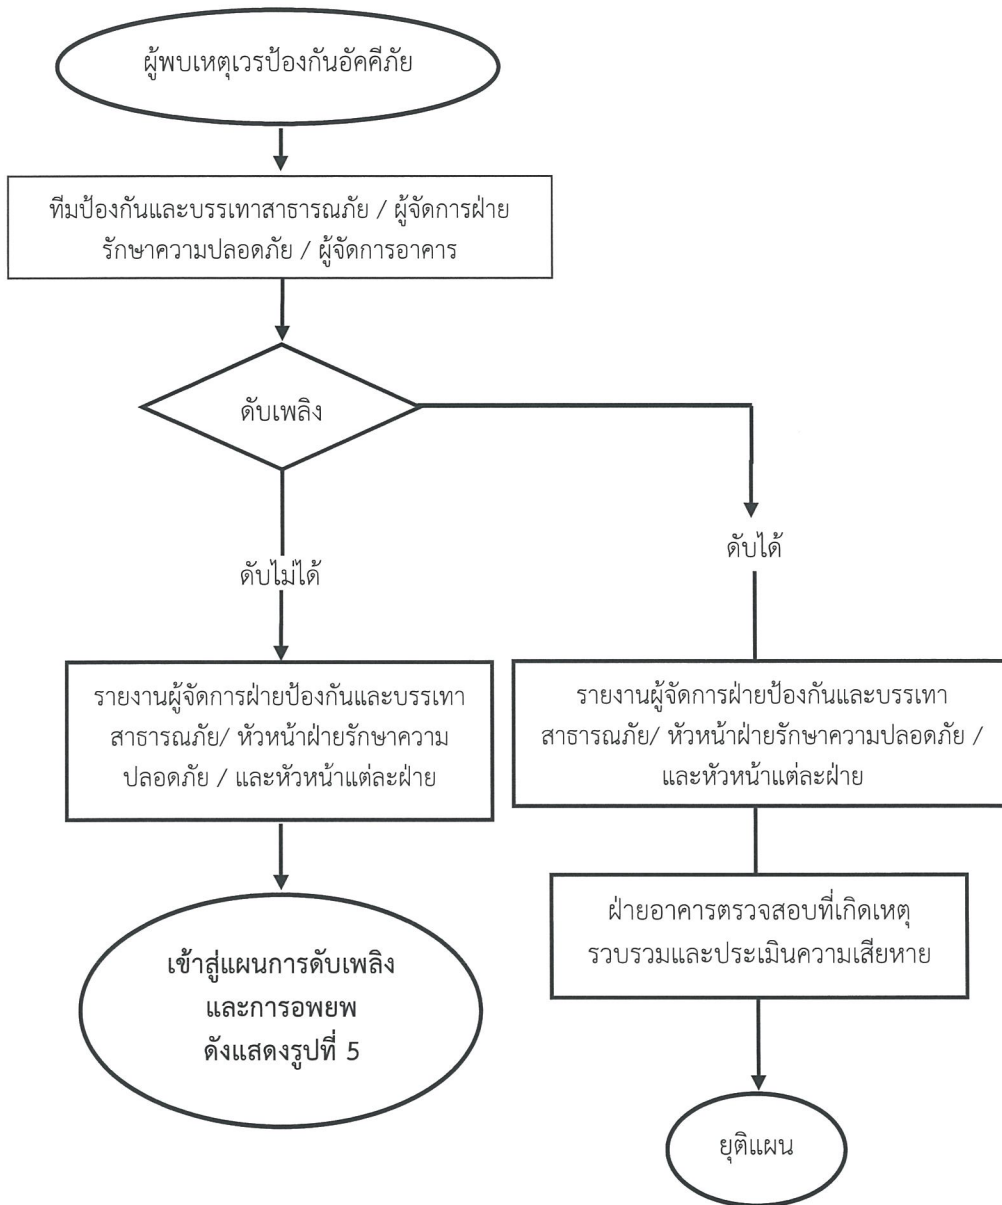 ผู้พบเหตุเวรป้องกันอัคคีภัย
ทีมป้องกันและบรรเทาสาธารณภัย / ผู้จัดการฝ่าย
รักษาความปลอดภัย / ผู้จัดการอาคาร
ดับเพลิง
ดับได้
ดับไม่ได้
รายงานผู้จัดการฝ่ายป้องกันและบรรเทา
สาธารณภัย/ หัวหน้าฝ่ายรักษาความ
ปลอดภัย / และหัวหน้าแต่ละฝ่าย
รายงานผู้จัดการฝ่ายป้องกันและบรรเทา
สาธารณภัย/ หัวหน้าฝ่ายรักษาความปลอดภัย /
และหัวหน้าแต่ละฝ่าย
ฝ่ายอาคารตรวจสอบที่เกิดเหตุ
รวบรวมและประเมินความเสียหาย
เข้าสู่แผนการดับเพลิง
และการอพยพ
ดังแสดงรูปที่ 5
ยุติแผน